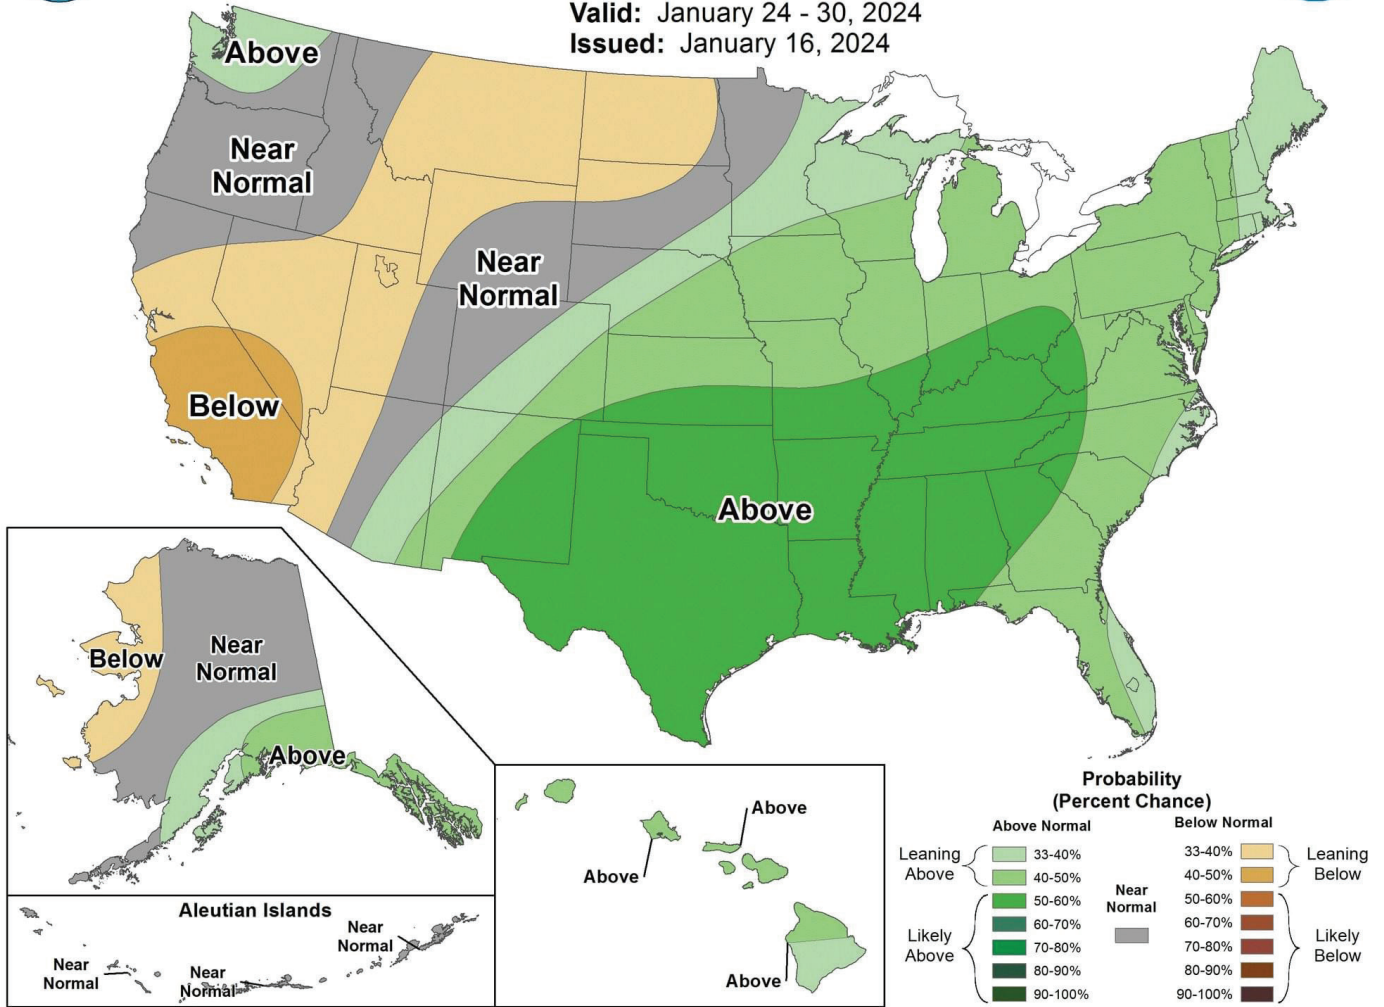 Valid: January 24 - 30, 2024
Issued: January 16, 2024
Above
Near
Normal
Near
Normal
Below
Above
Near
Normal
Below
Above
Aleutian Islands
Near
Normal
Near
Normal
Near
Normal
Above
Above
Above
Probability
(Percent Chance)
Above Normal
Below Normal
Leaning
Above
33-40%
40-50%
Likely
Above
50-60%
60-70%
70-80%
80-90%
90-100%
Near
Normal
33-40%
40-50%
Leaning
Below
50-60%
60-70%
70-80%
80-90%
90-100%
Likely
Below